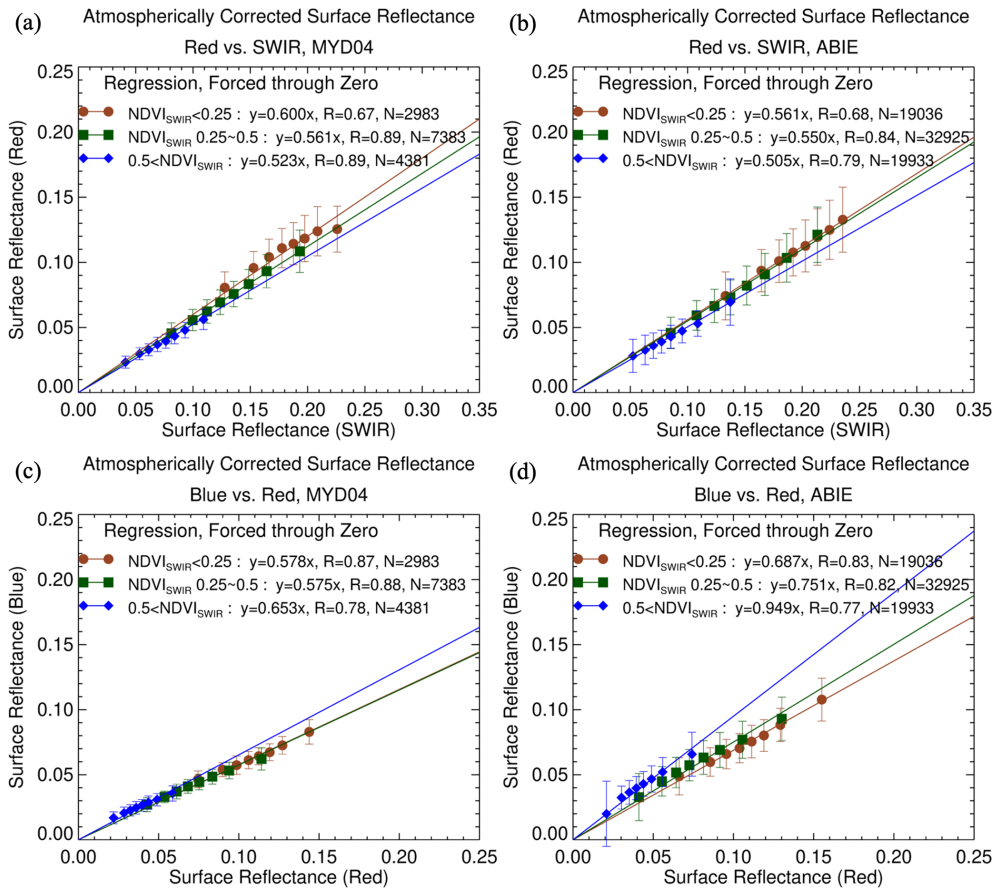 (a)
Atmospherically Corrected Surface Reflectance
Red vs. SWIR, MYD04
Regression, Forced through Zero
NDVI_SWIR<0.25 : y=0.600x, R=0.67, N=2983
NDVI_SWIR 0.25~0.5 : y=0.561x, R=0.89, N=7383
0.5<NDVI_SWIR : y=0.523x, R=0.89, N=4381
Surface Reflectance (Red)
0.25
0.20
0.15
0.10
0.05
0.00
0.00 0.05 0.10 0.15 0.20 0.25 0.30 0.35
Surface Reflectance (SWIR)
(b)
Atmospherically Corrected Surface Reflectance
Red vs. SWIR, ABIE
Regression, Forced through Zero
NDVI_SWIR<0.25 : y=0.561x, R=0.68, N=19036
NDVI_SWIR 0.25~0.5 : y=0.550x, R=0.84, N=32925
0.5<NDVI_SWIR : y=0.505x, R=0.79, N=19933
Surface Reflectance (Red)
0.25
0.20
0.15
0.10
0.05
0.00
0.00 0.05 0.10 0.15 0.20 0.25 0.30 0.35
Surface Reflectance (SWIR)
(c)
Atmospherically Corrected Surface Reflectance
Blue vs. Red, MYD04
Regression, Forced through Zero
NDVI_SWIR<0.25 : y=0.578x, R=0.87, N=2983
NDVI_SWIR 0.25~0.5 : y=0.575x, R=0.88, N=7383
0.5<NDVI_SWIR : y=0.653x, R=0.78, N=4381
Surface Reflectance (Blue)
0.25
0.20
0.15
0.10
0.05
0.00
0.00 0.05 0.10 0.15 0.20 0.25
Surface Reflectance (Red)
(d)
Atmospherically Corrected Surface Reflectance
Blue vs. Red, ABIE
Regression, Forced through Zero
NDVI_SWIR<0.25 : y=0.687x, R=0.83, N=19036
NDVI_SWIR 0.25~0.5 : y=0.751x, R=0.82, N=32925
0.5<NDVI_SWIR : y=0.949x, R=0.77, N=19933
Surface Reflectance (Blue)
0.25
0.20
0.15
0.10
0.05
0.00
0.00 0.05 0.10 0.15 0.20 0.25
Surface Reflectance (Red)